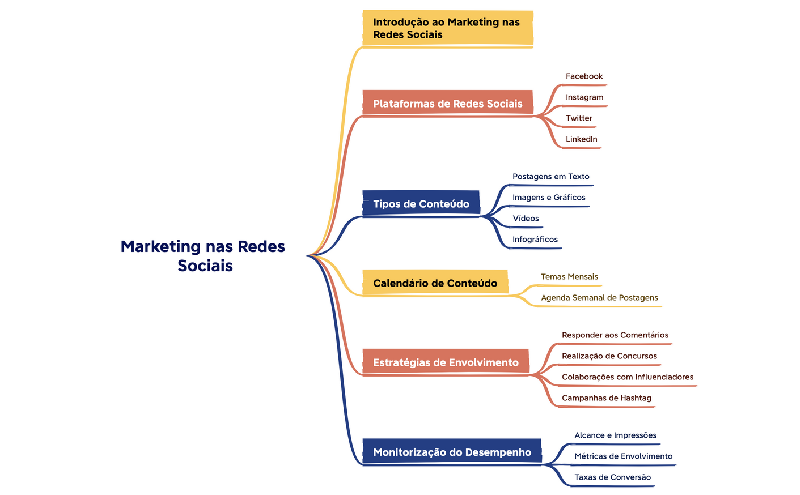 Introdução ao Marketing nas
Redes Sociais
Plataformas de Redes Sociais
Facebook
Instagram
Twitter
LinkedIn
Tipos de Conteúdo
Postagens em Texto
Imagens e Gráficos
Vídeos
Infográficos
Marketing nas Redes
Sociais
Calendário de Conteúdo
Temas Mensais
Agenda Semanal de Postagens
Estratégias de Envolvimento
Responder aos Comentários
Realização de Concursos
Colaborações com Influenciadores
Campanhas de Hashtag
Monitorização do Desempenho
Alcance e Impressões
Métricas de Envolvimento
Taxas de Conversão